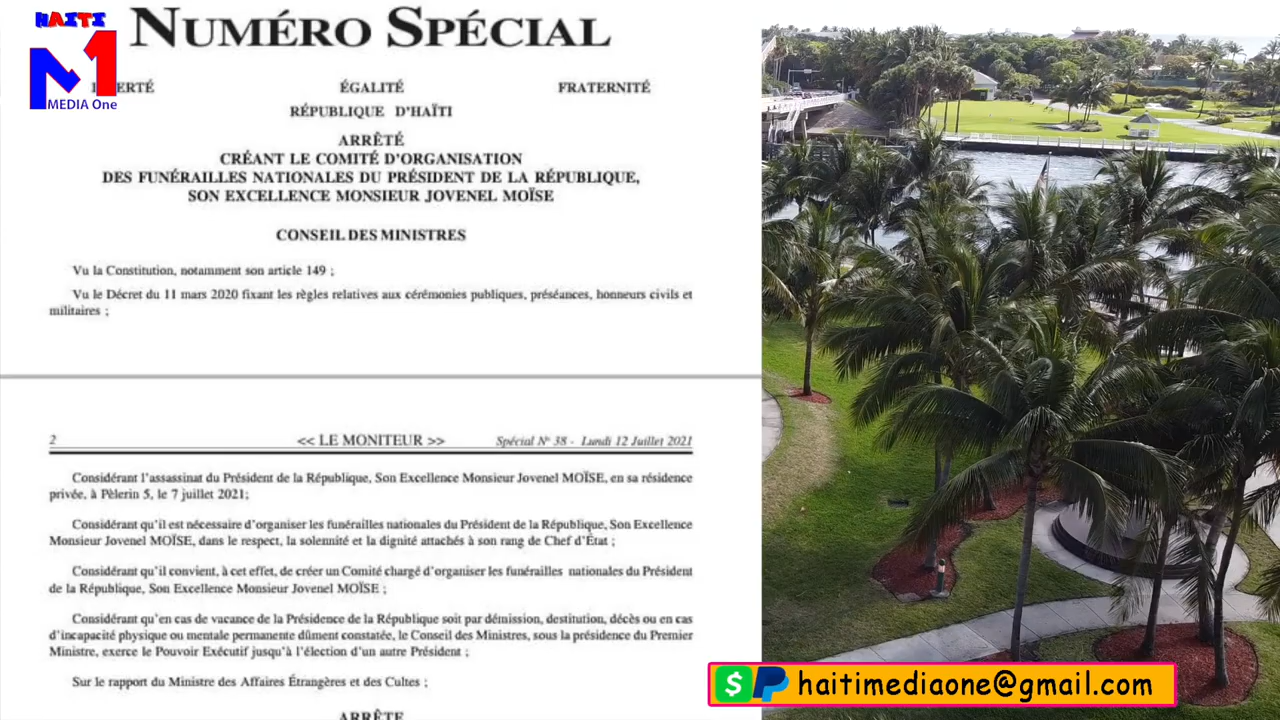 HAITI
M1
MEDIA One
NUMÉRO SPÉCIAL
ERTÉ ÉGALITÉ FRATERNITÉ
RÉPUBLIQUE D'HAÏTI
ARRÊTÉ
CRÉANT LE COMITÉ D'ORGANISATION
DES FUNÉRAILLES NATIONALES DU PRÉSIDENT DE LA RÉPUBLIQUE,
SON EXCELLENCE MONSIEUR JOVENEL MOÏSE
CONSEIL DES MINISTRES
Vu la Constitution, notamment son article 149 ;
Vu le Décret du 11 mars 2020 fixant les règles relatives aux cérémonies publiques, préséances, honneurs civils et
militaires ;
2 << LE MONITEUR >> Spécial N° 38 - Lundi 12 Juillet 2021
Considérant l'assassinat du Président de la République, Son Excellence Monsieur Jovenel MOÏSE, en sa résidence
privée, à Pèlerin 5, le 7 juillet 2021;
Considérant qu'il est nécessaire d'organiser les funérailles nationales du Président de la République, Son Excellence
Monsieur Jovenel MOÏSE, dans le respect, la solennité et la dignité attachés à son rang de Chef d'État ;
Considérant qu'il convient, à cet effet, de créer un Comité chargé d'organiser les funérailles nationales du Président
de la République, Son Excellence Monsieur Jovenel MOÏSE ;
Considérant qu'en cas de vacance de la Présidence de la République soit par démission, destitution, décès ou en cas
d'incapacité physique ou mentale permanente dûment constatée, le Conseil des Ministres, sous la présidence du Premier
Ministre, exerce le Pouvoir Exécutif jusqu'à l'élection d'un autre Président ;
Sur le rapport du Ministre des Affaires Étrangères et des Cultes ;
ARRÊTE
$ P haitimediaone@gmail.com